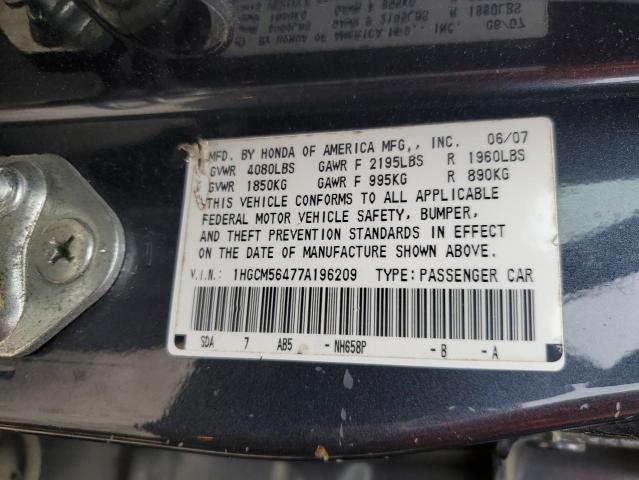 MFD. BY HONDA OF AMERICA MFG., INC. 06/07
GVWR 4080LBS GAWR F 2195LBS R 1960LBS
GVWR 1850KG GAWR F 995KG R 890KG
THIS VEHICLE CONFORMS TO ALL APPLICABLE
FEDERAL MOTOR VEHICLE SAFETY, BUMPER,
AND THEFT PREVENTION STANDARDS IN EFFECT
ON THE DATE OF MANUFACTURE SHOWN ABOVE.
V.I.N.: 1HGCM56477A196209 TYPE: PASSENGER CAR
SDA 7 AB5 - NH658P - B - A